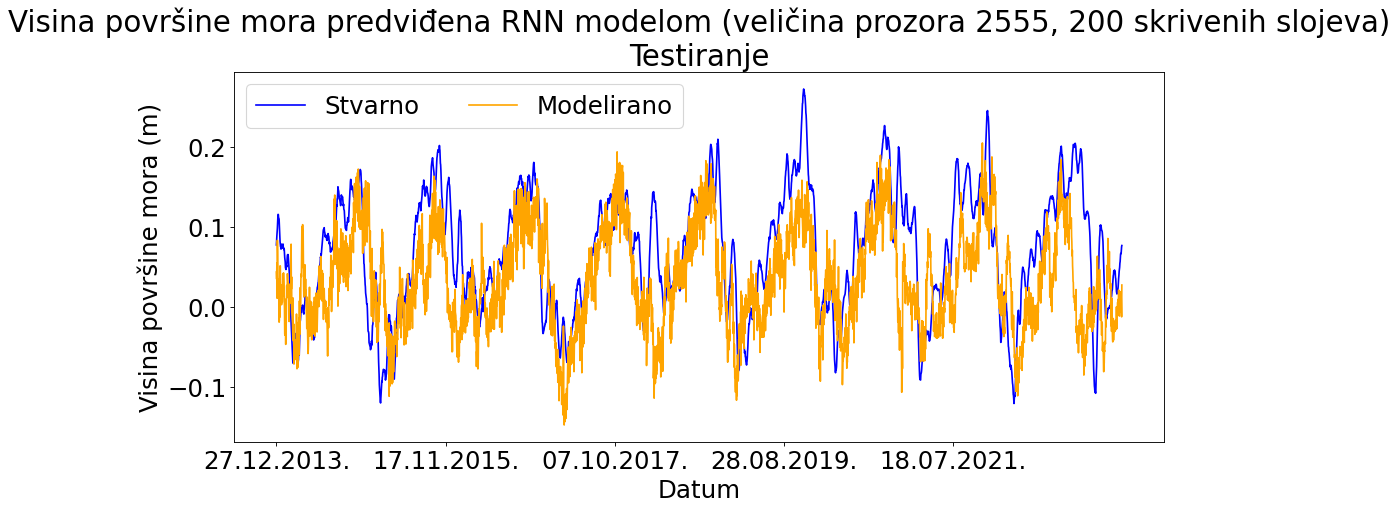 Visina površine mora predviđena RNN modelom (veličina prozora 2555, 200 skrivenih slojeva)
Testiranje
Stvarno
Modelirano
Visina površine mora (m)
0.2
0.1
0.0
−0.1
27.12.2013.
17.11.2015.
07.10.2017.
28.08.2019.
18.07.2021.
Datum